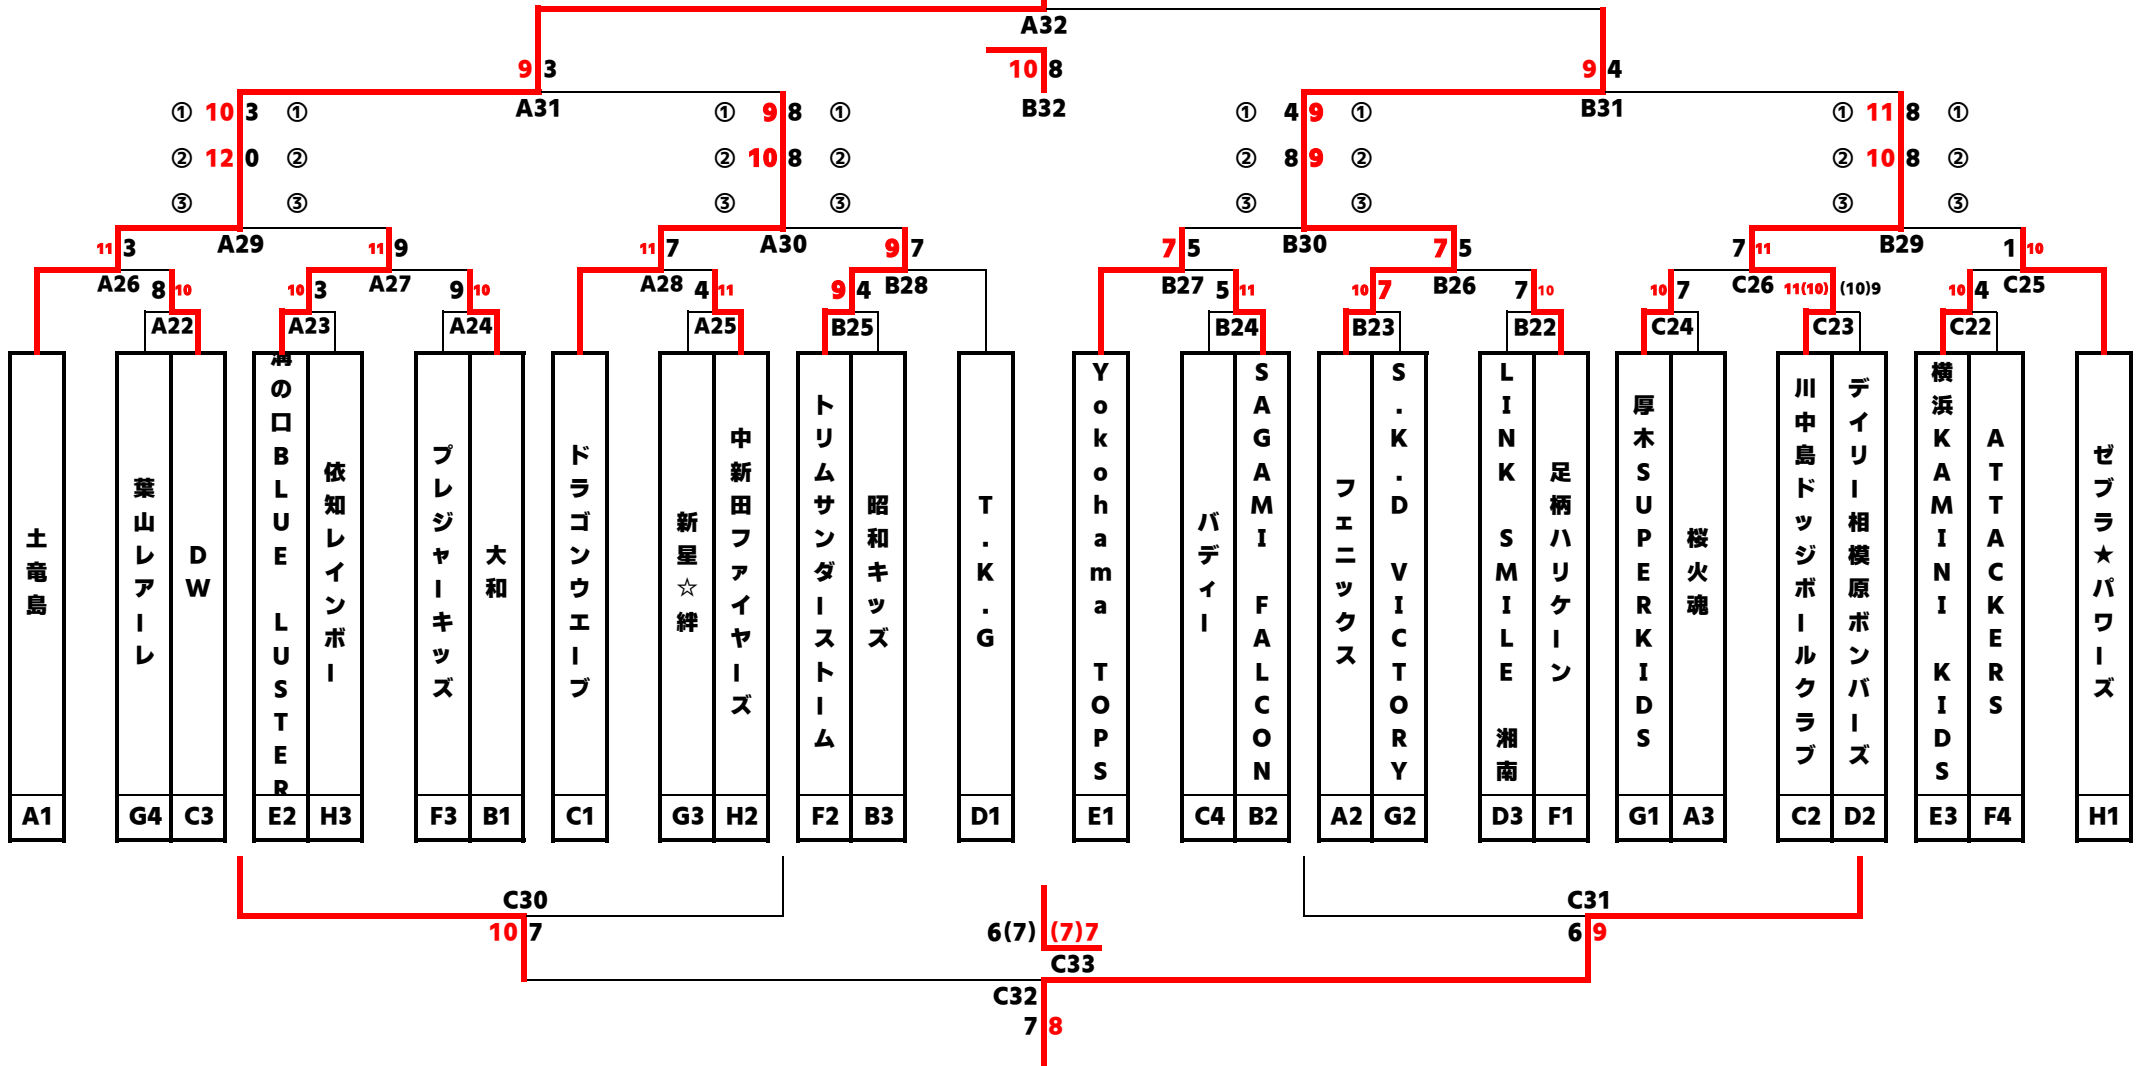 A32
9 3 10 8 9 4
A31 B32 B31
① 10 3 ① ① 9 8 ① ① 4 9 ① ① 11 8 ①
② 12 0 ② ② 10 8 ② ② 8 9 ② ② 10 8 ②
③ ③ ③ ③ ③ ③ ③ ③
11 3 A29 11 9 11 7 A30 9 7 7 5 B30 7 5 7 11 B29 1 10
A26 8 10 10 3 A27 9 10 A28 4 11 9 4 B28 B27 5 11 10 7 B26 7 10 10 7 C26 11(10) (10)9 10 4 C25
A22 A23 A24 A25 B25 B24 B23 B22 C24 C23 C22
土竜島
葉山レアーレ
DW
溝の口BLUE LUSTER
依知レインボー
プレジャーキッズ
大和
ドラゴンウエーブ
新星☆絆
中新田ファイヤーズ
トリムサンダーストーム
昭和キッズ
T.K.G
Yokohama TOPS
バディー
SAGAMI FALCON
フェニックス
S.K.D VICTORY
LINK SMILE 湘南
足柄ハリケーン
厚木SUPERKIDS
桜火魂
川中島ドッジボールクラブ
デイリー相模原ボンバーズ
横浜KAMINI KIDS
ATTACKERS
ゼブラ★パワーズ
A1 G4 C3 E2 H3 F3 B1 C1 G3 H2 F2 B3 D1 E1 C4 B2 A2 G2 D3 F1 G1 A3 C2 D2 E3 F4 H1
C30 C31
10 7 6(7) (7)7 6 9
C33
C32
7 8